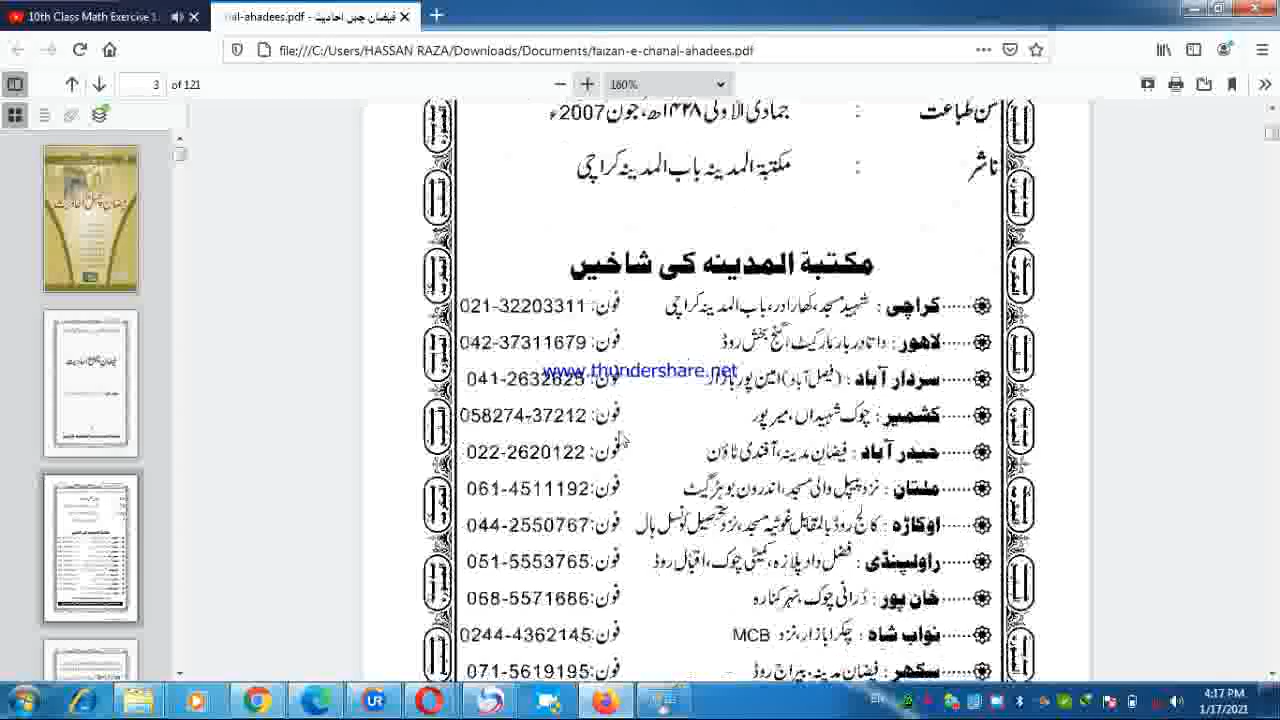 10th Class Math Exercise 1.
فیضان چہل احادیث - nal-ahadees.pdf
file:///C:/Users/HASSAN RAZA/Downloads/Documents/faizan-e-chanal-ahadees.pdf
3 of 121
160%
سن طباعت : جمادی الاولیٰ ۱۴۲۸ھ، جون 2007ء
ناشر : مکتبۃ المدینہ باب المدینہ کراچی
مکتبۃ المدینہ کی شاخیں
کراچی : شہید مسجد، کھارادر، باب المدینہ کراچی فون: 021-32203311
لاھور : داتا دربار مارکیٹ، گنج بخش روڈ فون: 042-37311679
سردار آباد : (فیصل آباد) امین پور بازار فون: 041-2632625
www.thundershare.net
کشمیر : چوک شہیداں، میر پور فون: 058274-37212
حیدر آباد : فیضان مدینہ، آفندی ٹاؤن فون: 022-2620122
ملتان : نزد پیپل والی مسجد، اندرون بوہڑ گیٹ فون: 061-4511192
اوکاڑہ : کالج روڈ بالمقابل غوثیہ مسجد، نزد تحصیل کونسل ہال فون: 044-2550767
راولپنڈی : فضل داد پلازہ، کمیٹی چوک، اقبال روڈ فون: 051-5553765
خان پور : درانی چوک نہر کنارہ فون: 068-5571686
نواب شاہ : چکرا بازار، نزد MCB فون: 0244-4362145
سکھر : فیضان مدینہ، بیراج روڈ فون: 071-5619195
EN
4:17 PM
1/17/2021